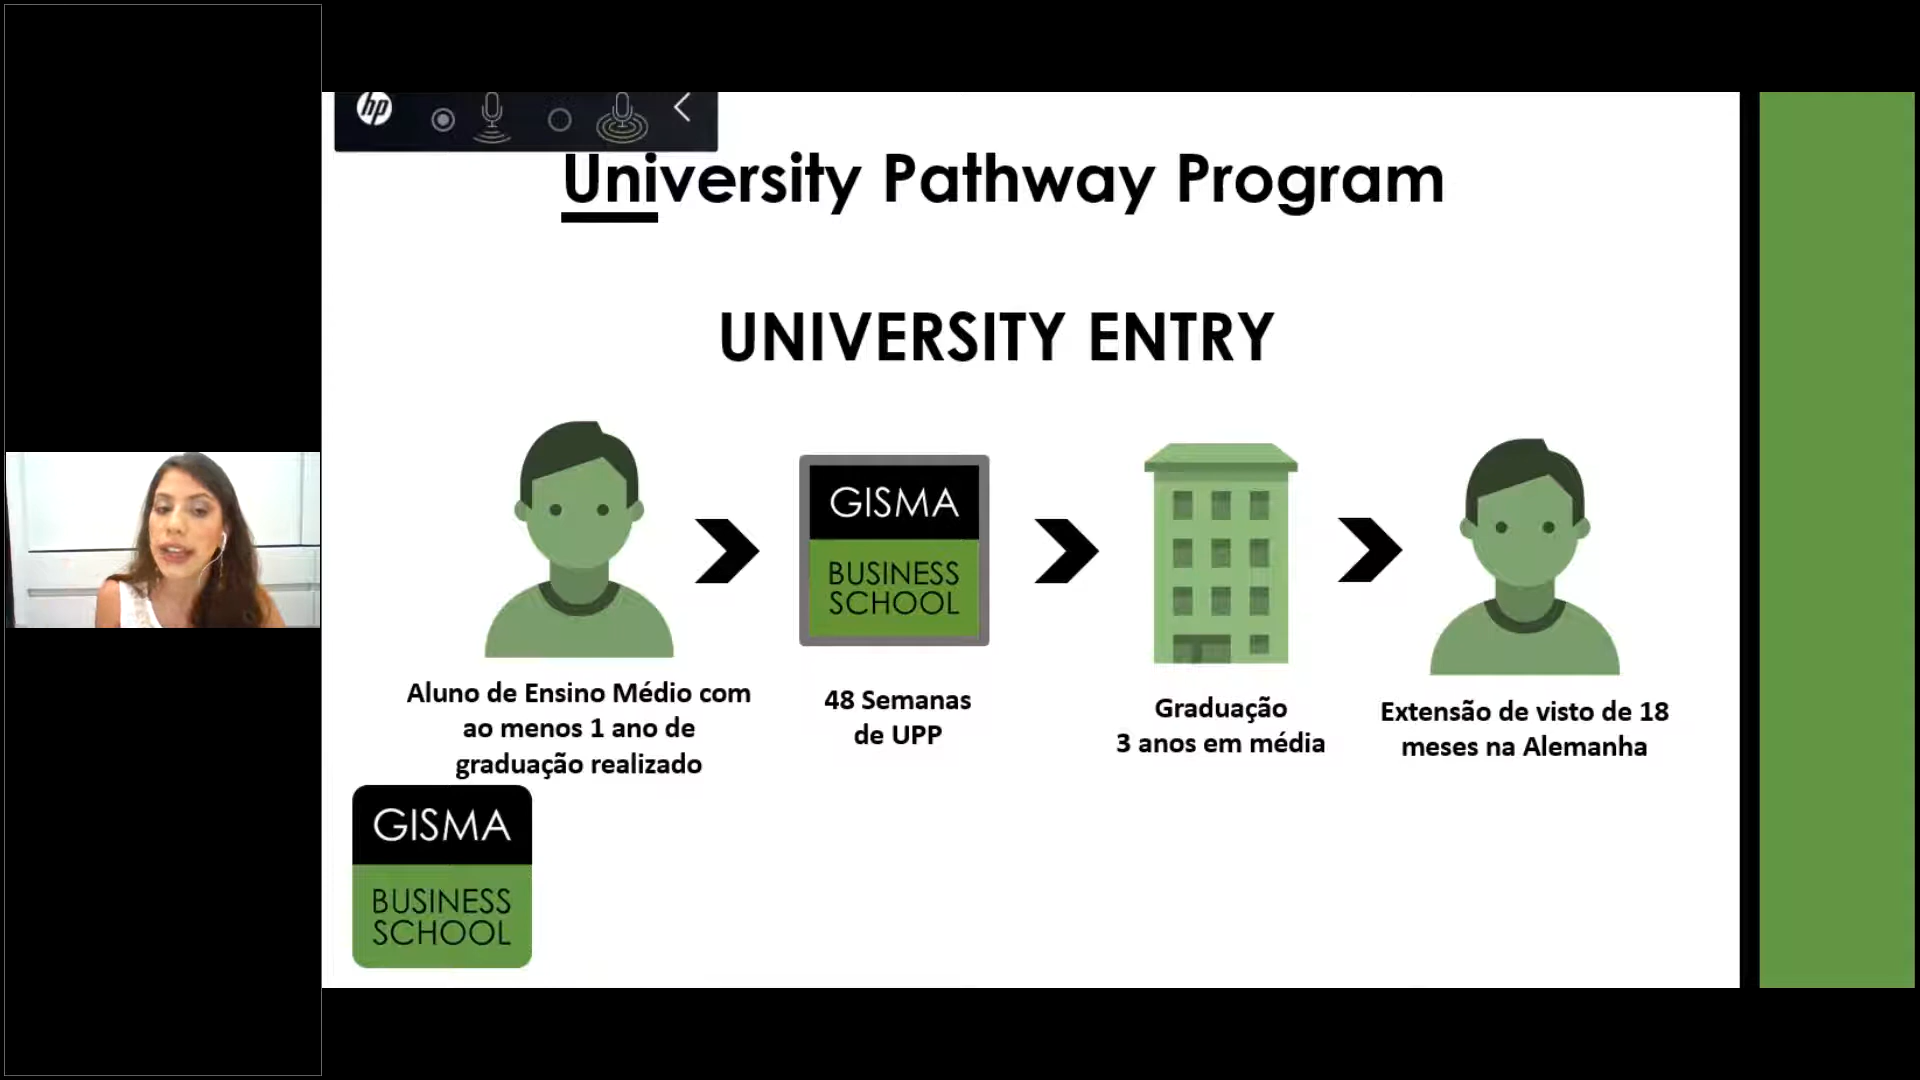 hp
University Pathway Program
UNIVERSITY ENTRY
GISMA
BUSINESS
SCHOOL
Aluno de Ensino Médio com
ao menos 1 ano de
graduação realizado
48 Semanas
de UPP
Graduação
3 anos em média
Extensão de visto de 18
meses na Alemanha
GISMA
BUSINESS
SCHOOL